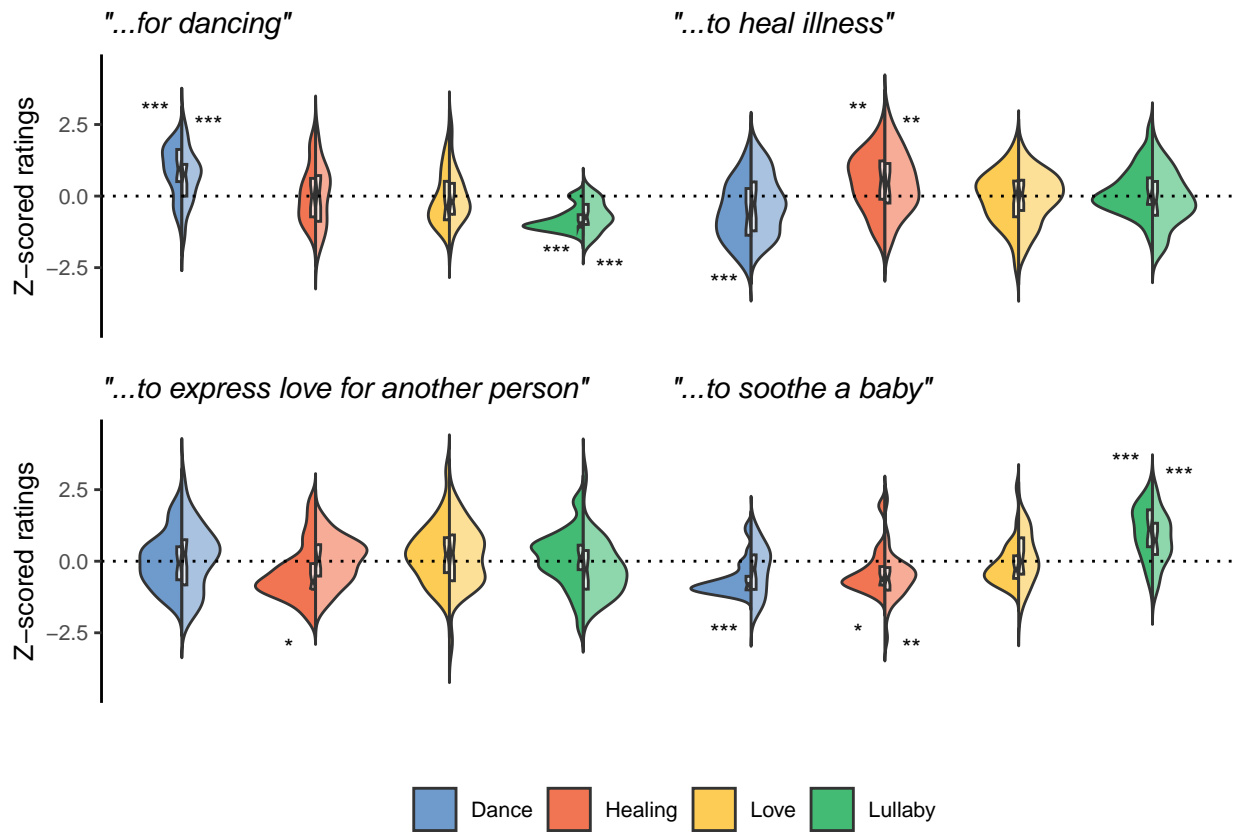 "...for dancing"
"...to heal illness"
Z−scored ratings
2.5
0.0
−2.5
***
***
***
***
***
**
**
"...to express love for another person"
"...to soothe a baby"
Z−scored ratings
2.5
0.0
−2.5
*
***
*
**
***
***
Dance
Healing
Love
Lullaby